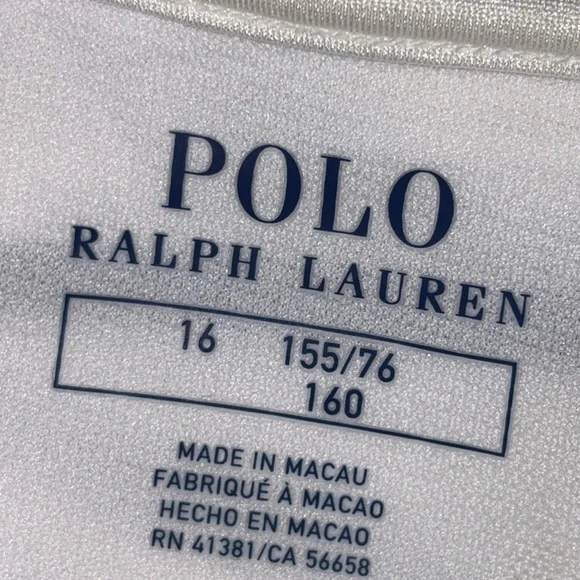 POLO
RALPH LAUREN
16 155/76
160
MADE IN MACAU
FABRIQUÉ À MACAO
HECHO EN MACAO
RN 41381/CA 56658